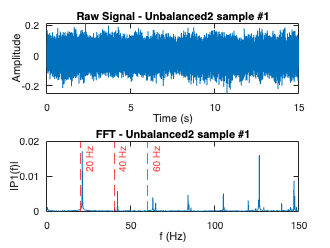 Raw Signal - Unbalanced2 sample #1
0.2
0
-0.2
Amplitude
0
5
10
15
Time (s)
FFT - Unbalanced2 sample #1
0.02
0.01
0
IP1(f)I
20 Hz
40 Hz
60 Hz
0
50
100
150
f (Hz)